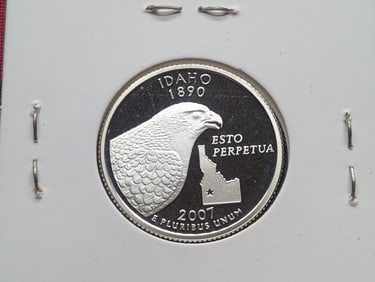 IDAHO
1890
ESTO
PERPETUA
2007
E PLURIBUS UNUM